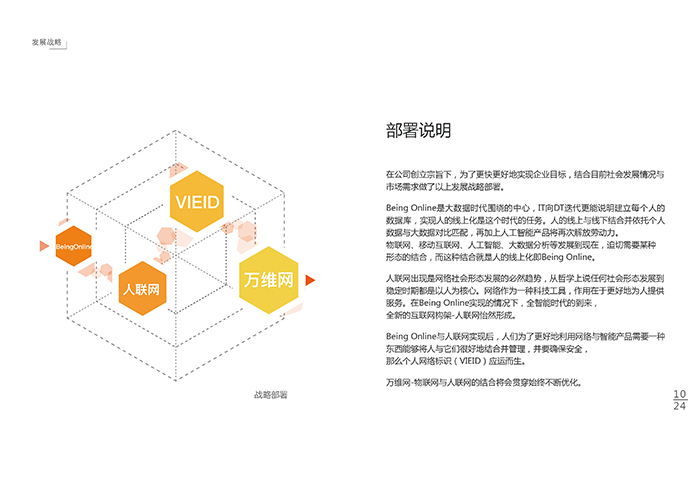 发展战略
部署说明
在公司创立宗旨下，为了更快更好地实现企业目标，结合目前社会发展情况与
市场需求做了以上发展战略部署。
Being Online是大数据时代围绕的中心，IT向DT迭代更能说明建立每个人的
数据库，实现人的线上化是这个时代的任务。人的线上与线下结合并依托个人
数据与大数据对比匹配，再加上人工智能产品将再次解放劳动力。
物联网、移动互联网、人工智能、大数据分析等发展到现在，迫切需要某种
形态的结合，而这种结合就是人的线上化即Being Online。
人联网出现是网络社会形态发展的必然趋势，从哲学上说任何社会形态发展到
稳定时期都是以人为核心。网络作为一种科技工具，作用在于更好地为人提供
服务。在Being Online实现的情况下，全智能时代的到来，
全新的互联网构架-人联网怡然形成。
Being Online与人联网实现后，人们为了更好地利用网络与智能产品需要一种
东西能够将人与它们很好地结合并管理，并要确保安全，
那么个人网络标识（VIEID）应运而生。
万维网-物联网与人联网的结合将会贯穿始终不断优化。
VIEID
BeingOnline
人联网
万维网
战略部署
10
24